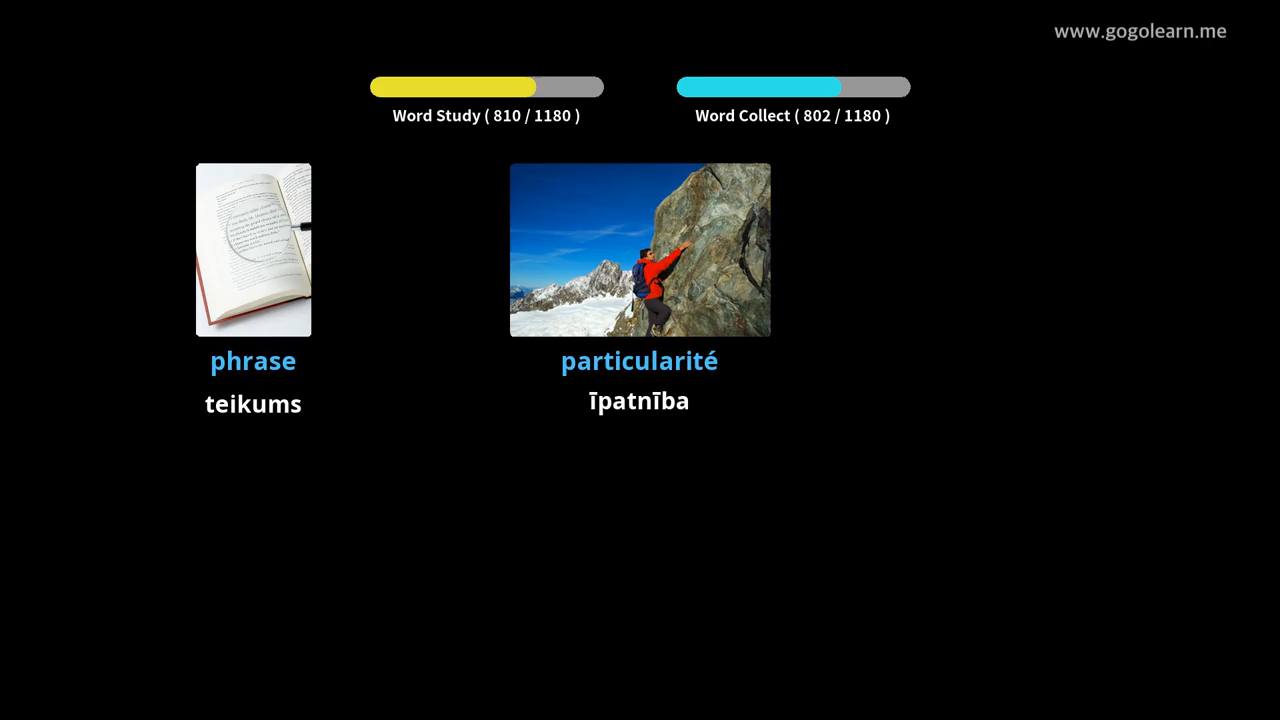 www.gogolearn.me
Word Study ( 810 / 1180 )
Word Collect ( 802 / 1180 )
phrase
teikums
particularité
īpatnība